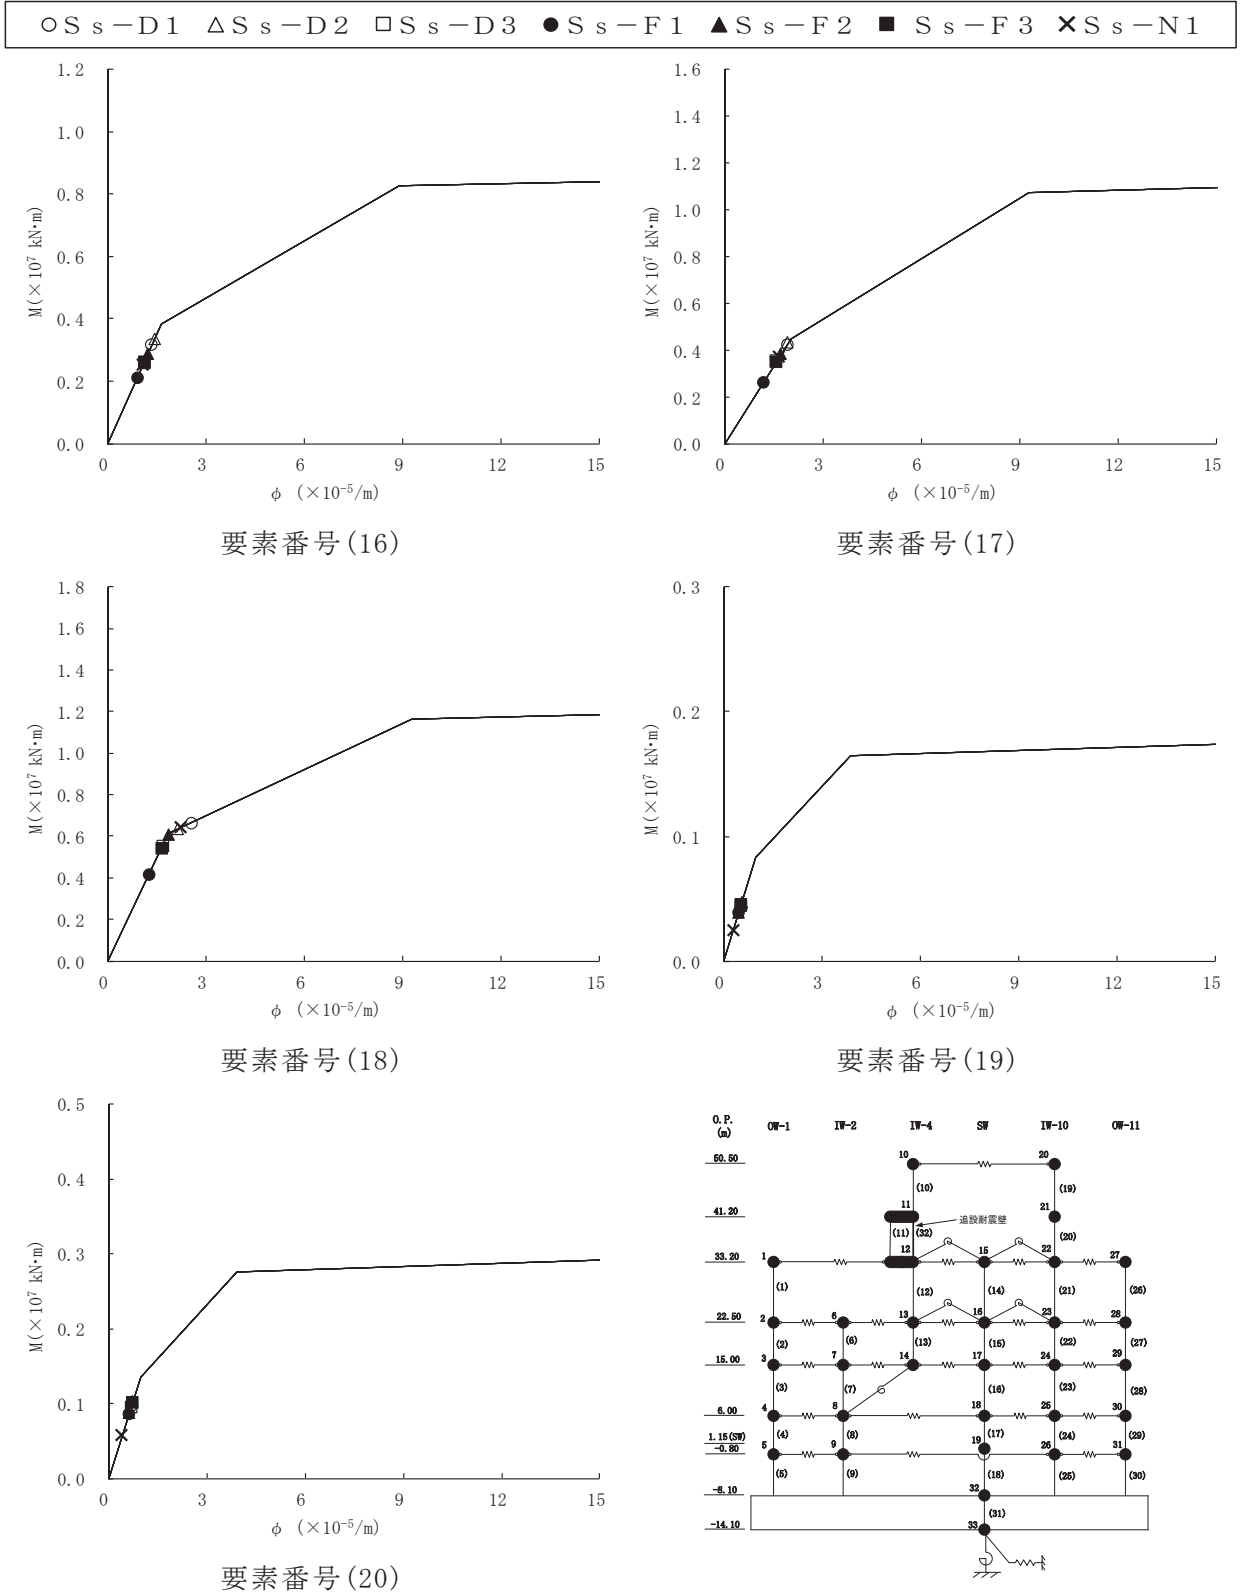 ○Ｓｓ－Ｄ１ △Ｓｓ－Ｄ２ □Ｓｓ－Ｄ３ ●Ｓｓ－Ｆ１ ▲Ｓｓ－Ｆ２ ■ Ｓｓ－Ｆ３ ×Ｓｓ－Ｎ１
M(×10⁷ kN・m)
1.2
1.0
0.8
0.6
0.4
0.2
0.0
0 3 6 9 12 15
φ (×10⁻⁵/m)
要素番号(16)
M(×10⁷ kN・m)
1.6
1.4
1.2
1.0
0.8
0.6
0.4
0.2
0.0
0 3 6 9 12 15
φ (×10⁻⁵/m)
要素番号(17)
M(×10⁷ kN・m)
1.8
1.6
1.4
1.2
1.0
0.8
0.6
0.4
0.2
0.0
0 3 6 9 12 15
φ (×10⁻⁵/m)
要素番号(18)
M(×10⁷ kN・m)
0.3
0.2
0.1
0.0
0 3 6 9 12 15
φ (×10⁻⁵/m)
要素番号(19)
M(×10⁷ kN・m)
0.5
0.4
0.3
0.2
0.1
0.0
0 3 6 9 12 15
φ (×10⁻⁵/m)
要素番号(20)
O.P.
(m)
OW-1 IW-2 IW-4 SW IW-10 OW-11
50.50 10 20
(10) (19)
41.20 11 21
追設耐震壁
(11) (32) (20)
33.20 1 12 15 22 27
(1) (12) (14) (21) (26)
22.50 2 6 13 16 23 28
(2) (6) (13) (15) (22) (27)
15.00 3 7 14 17 24 29
(3) (7) (16) (23) (28)
6.00 4 8 18 25 30
(4) (8) (17) (24) (29)
1.15(SW) 19
-0.80 5 9 26 31
(5) (9) (18) (25) (30)
-8.10 32
(31)
-14.10 33